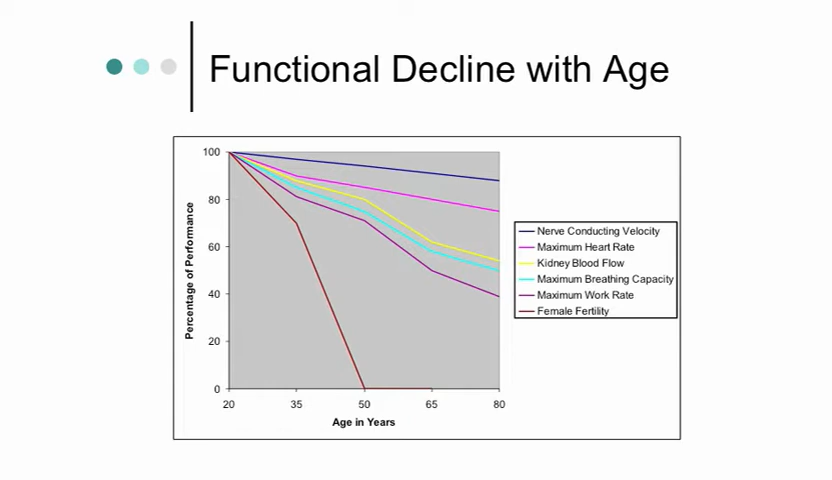 Functional Decline with Age
100
80
60
40
20
0
Percentage of Performance
20 35 50 65 80
Age in Years
Nerve Conducting Velocity
Maximum Heart Rate
Kidney Blood Flow
Maximum Breathing Capacity
Maximum Work Rate
Female Fertility